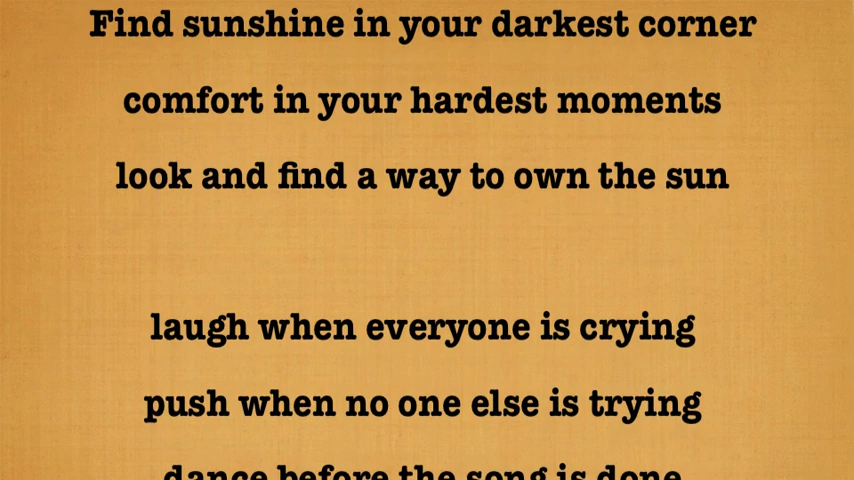 Find sunshine in your darkest corner
comfort in your hardest moments
look and find a way to own the sun
laugh when everyone is crying
push when no one else is trying
dance before the song is done